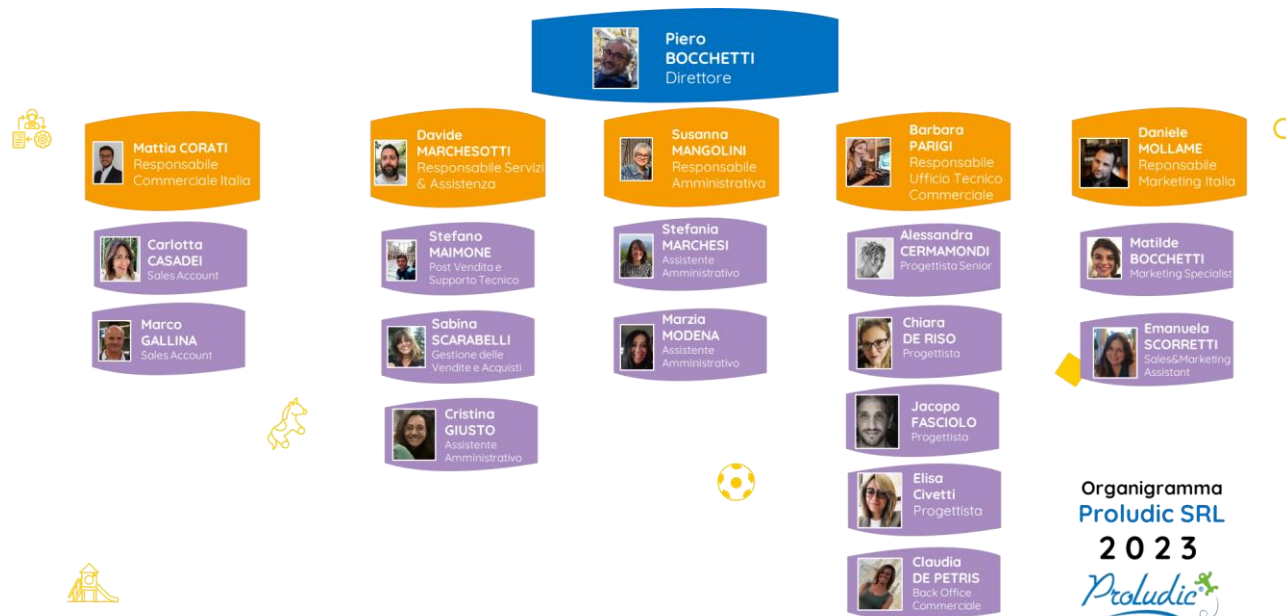 Piero
BOCCHETTI
Direttore
Mattia CORATI
Responsabile
Commerciale Italia
Davide
MARCHESOTTI
Responsabile Servizi
& Assistenza
Susanna
MANGOLINI
Responsabile
Amministrativa
Barbara
PARIGI
Responsabile
Ufficio Tecnico
Commerciale
Daniele
MOLLAME
Reponsabile
Marketing Italia
Carlotta
CASADEI
Sales Account
Marco
GALLINA
Sales Account
Stefano
MAIMONE
Post Vendita e
Supporto Tecnico
Sabina
SCARABELLI
Gestione delle
Vendite e Acquisti
Cristina
GIUSTO
Assistente
Amministrativo
Stefania
MARCHESI
Assistente
Amministrativo
Marzia
MODENA
Assistente
Amministrativo
Alessandra
CERMAMONDI
Progettista Senior
Chiara
DE RISO
Progettista
Jacopo
FASCIOLO
Progettista
Elisa
Civetti
Progettista
Claudia
DE PETRIS
Back Office
Commerciale
Matilde
BOCCHETTI
Marketing Specialist
Emanuela
SCORRETTI
Sales&Marketing
Assistant
Organigramma
Proludic SRL
2023
Proludic